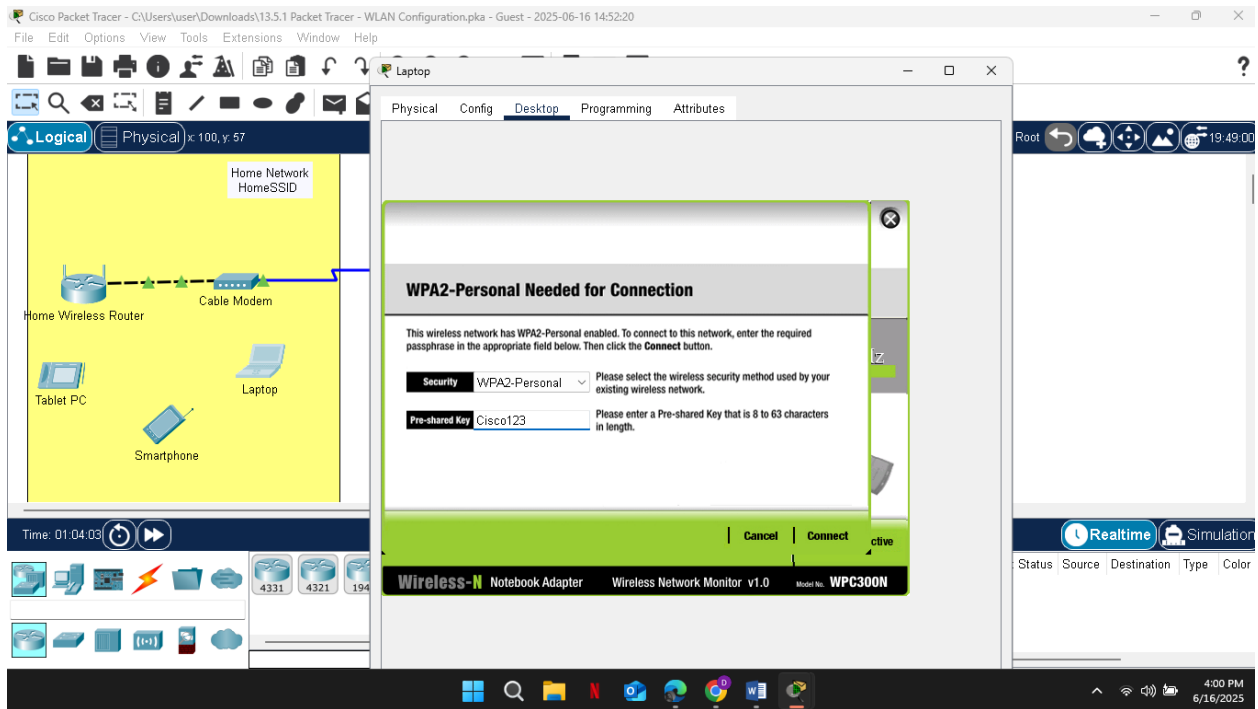 Cisco Packet Tracer - C:\Users\user\Downloads\13.5.1 Packet Tracer - WLAN Configuration.pka - Guest - 2025-06-16 14:52:20
File Edit Options View Tools Extensions Window Help
?
Laptop
Physical Config Desktop Programming Attributes
Logical Physical x: 100, y: 57
Root 19:49:00
Home Network
HomeSSID
Cable Modem
Home Wireless Router
Tablet PC
Laptop
Smartphone
WPA2-Personal Needed for Connection
This wireless network has WPA2-Personal enabled. To connect to this network, enter the required
passphrase in the appropriate field below. Then click the Connect button.
Security WPA2-Personal Please select the wireless security method used by your
existing wireless network.
Pre-shared Key Cisco123 Please enter a Pre-shared Key that is 8 to 63 characters
in length.
Cancel Connect
ctive
Wireless-N Notebook Adapter Wireless Network Monitor v1.0 Model No. WPC300N
Time: 01:04:03
Realtime Simulation
4331 4321 194
Status Source Destination Type Color
4:00 PM
6/16/2025